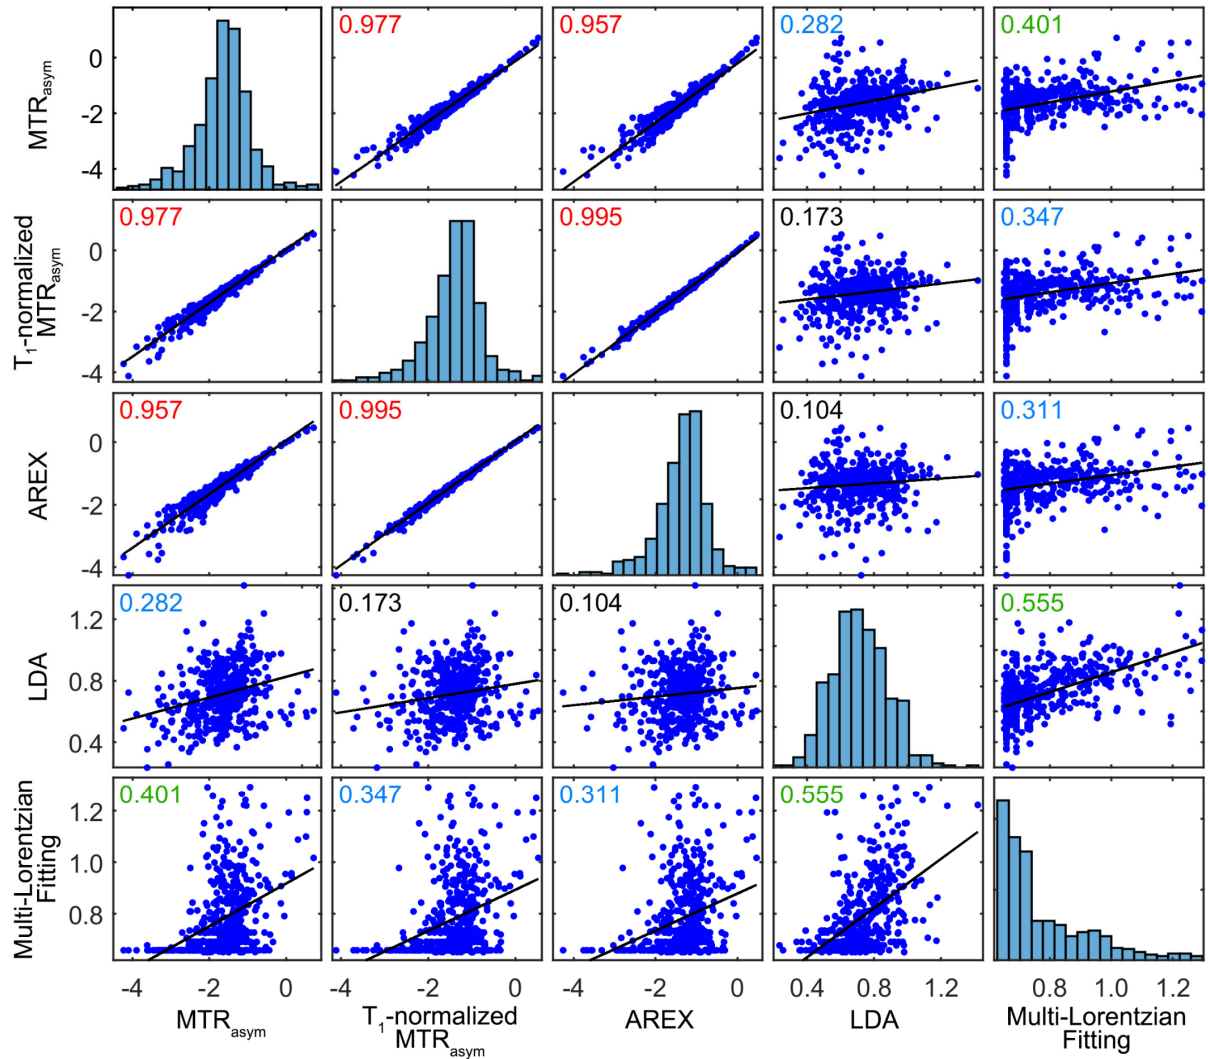 0.977
0.957
0.282
0.401
0
-2
-4
MTRasym
0.977
0.995
0.173
0.347
0
-2
-4
T1-normalized
MTRasym
0.957
0.995
0.104
0.311
0
-2
-4
AREX
0.282
0.173
0.104
0.555
1.2
0.8
0.4
LDA
0.401
0.347
0.311
0.555
1.2
1.0
0.8
Multi-Lorentzian
Fitting
-4 -2 0
-4 -2 0
-4 -2 0
0.4 0.8 1.2
0.8 1.0 1.2
MTRasym
T1-normalized
MTRasym
AREX
LDA
Multi-Lorentzian
Fitting